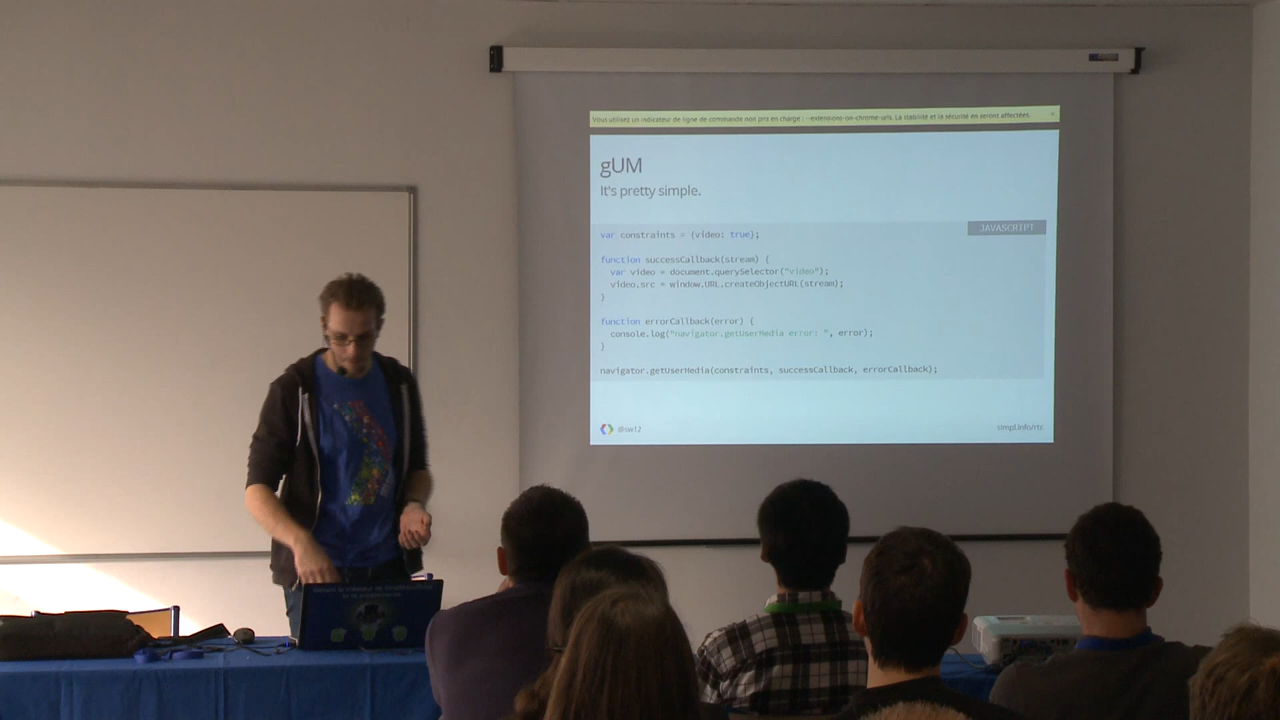 Vous utilisez un indicateur de ligne de commande non pris en charge : --extensions-on-chrome-urls. La stabilité et la sécurité en seront affectées.
gUM
It's pretty simple.
JAVASCRIPT
var constraints = {video: true};
function successCallback(stream) {
var video = document.querySelector("video");
video.src = window.URL.createObjectURL(stream);
}
function errorCallback(error) {
console.log("navigator.getUserMedia error: ", error);
}
navigator.getUserMedia(constraints, successCallback, errorCallback);
@sw12
simpl.info/rtc